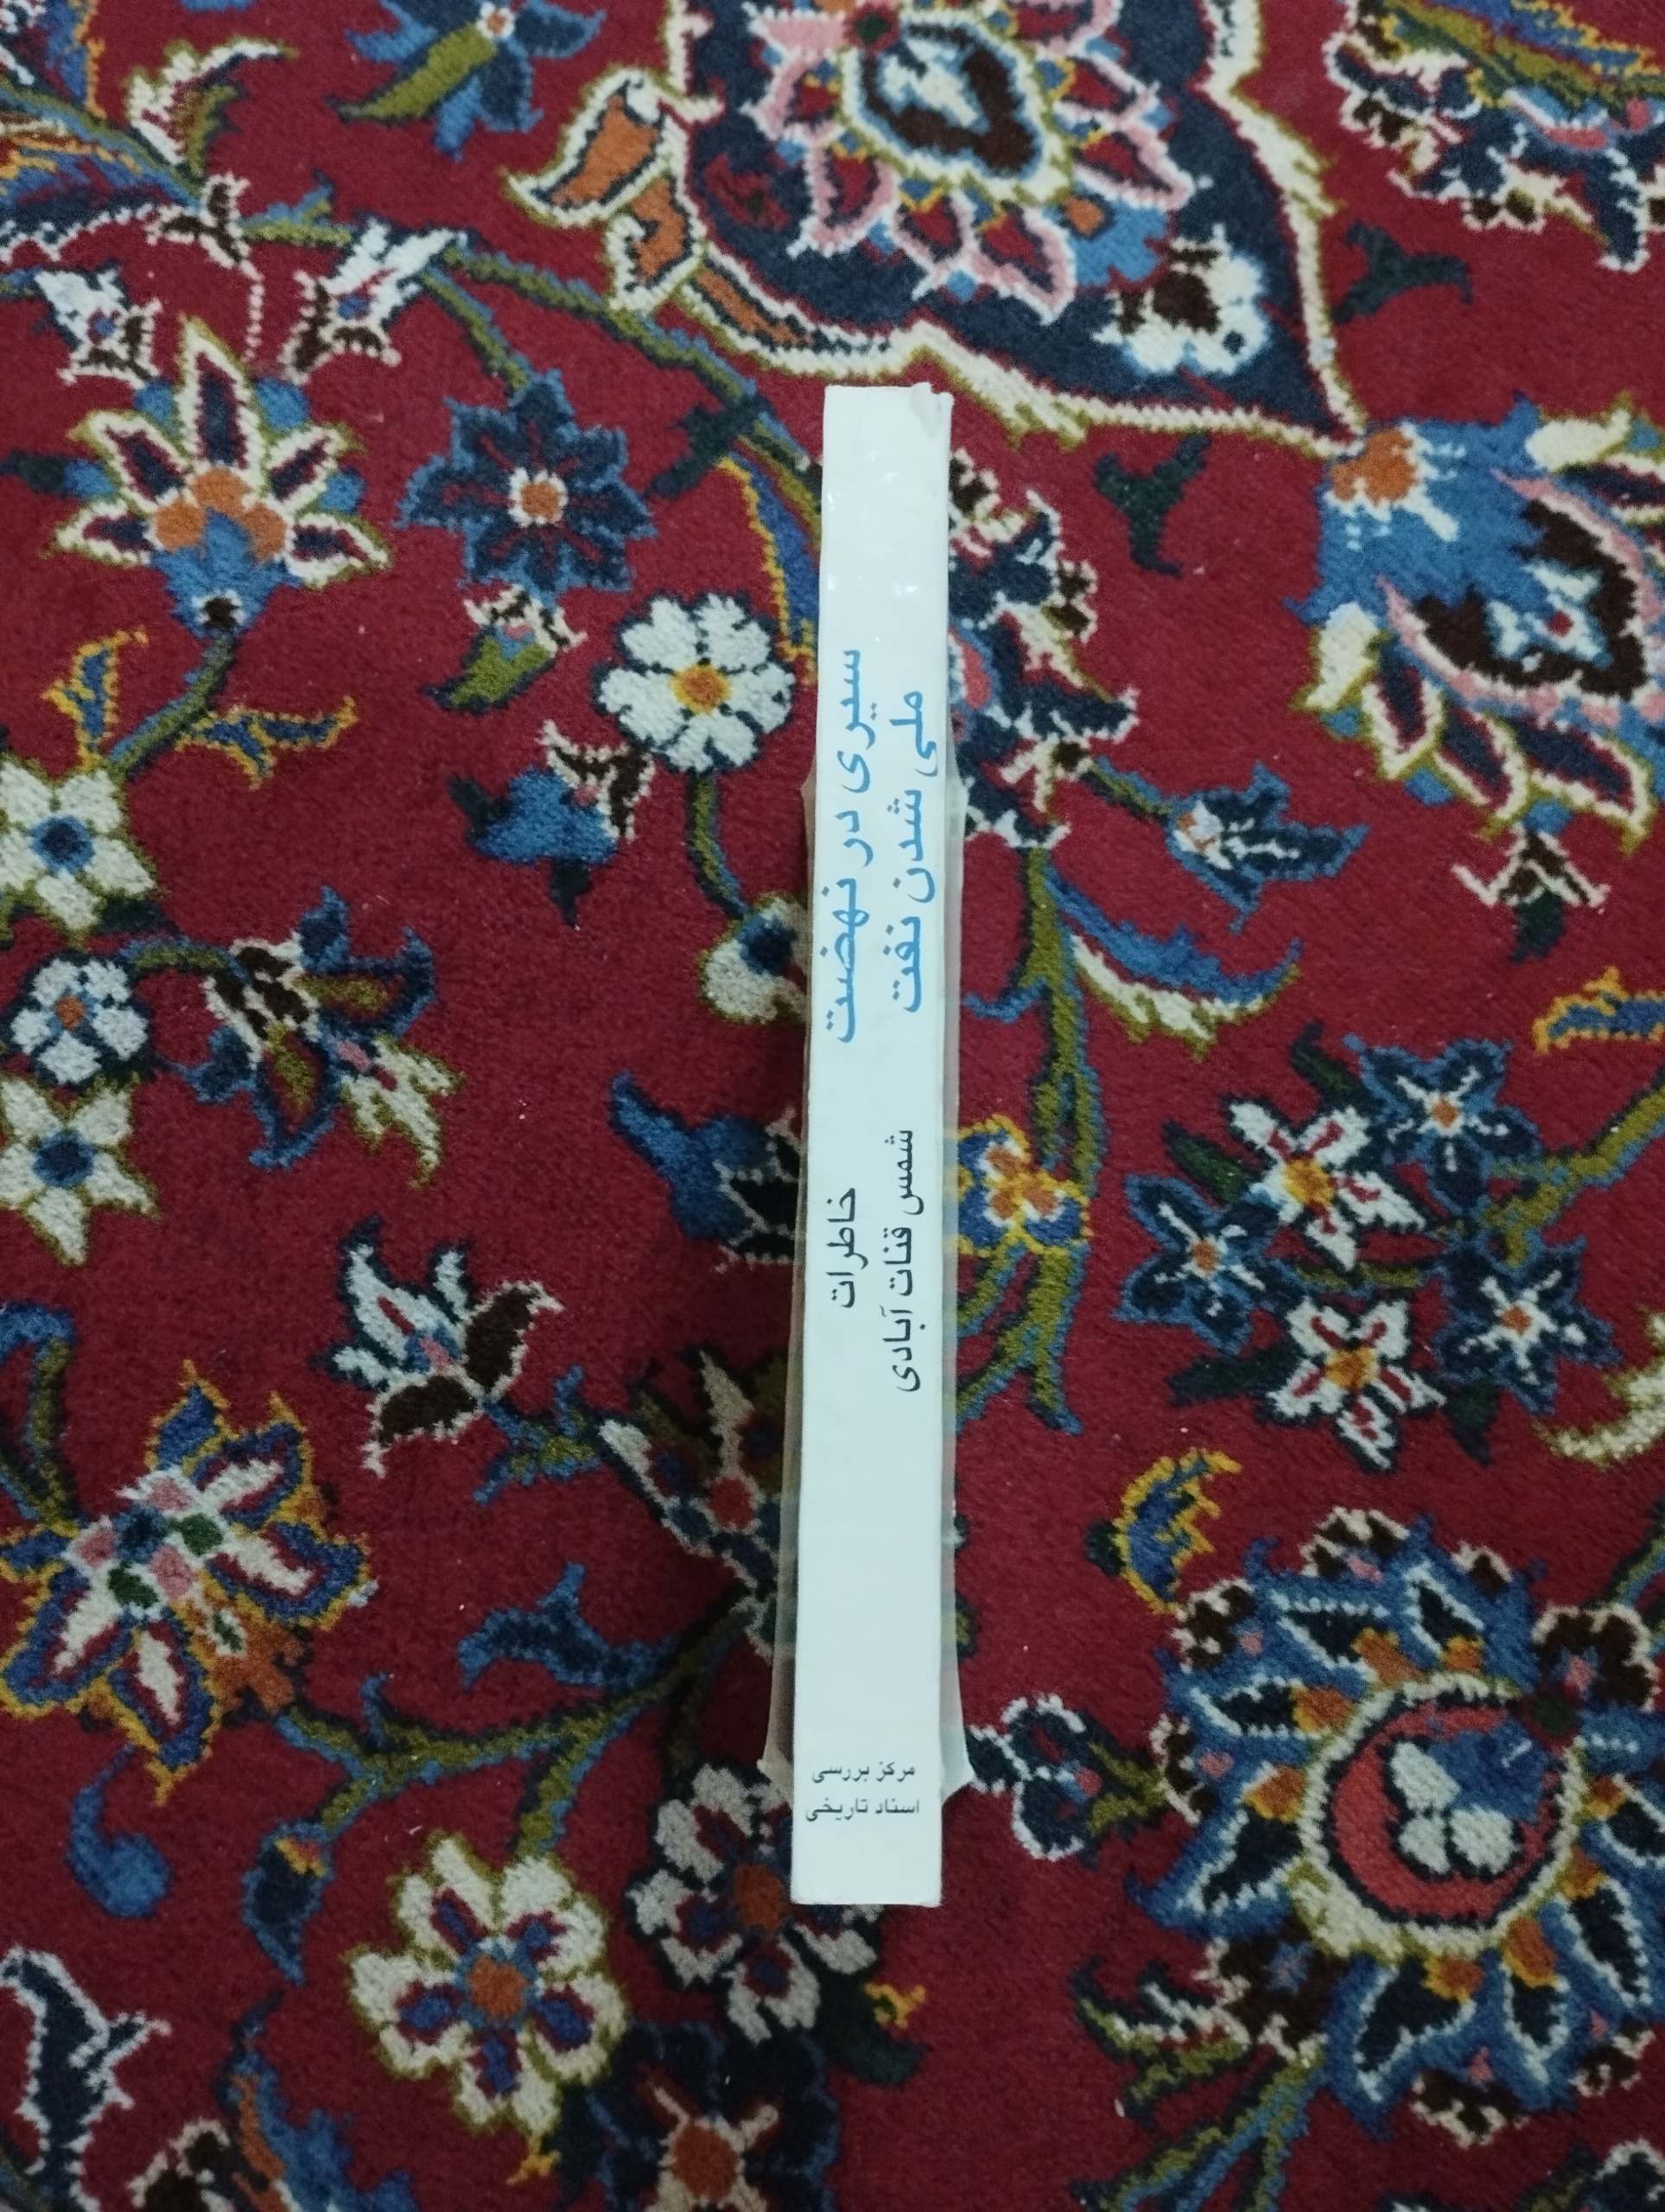 سیری در نهضت
ملی شدن نفت
خاطرات
شمس قنات آبادی
مرکز بررسی
اسناد تاریخی